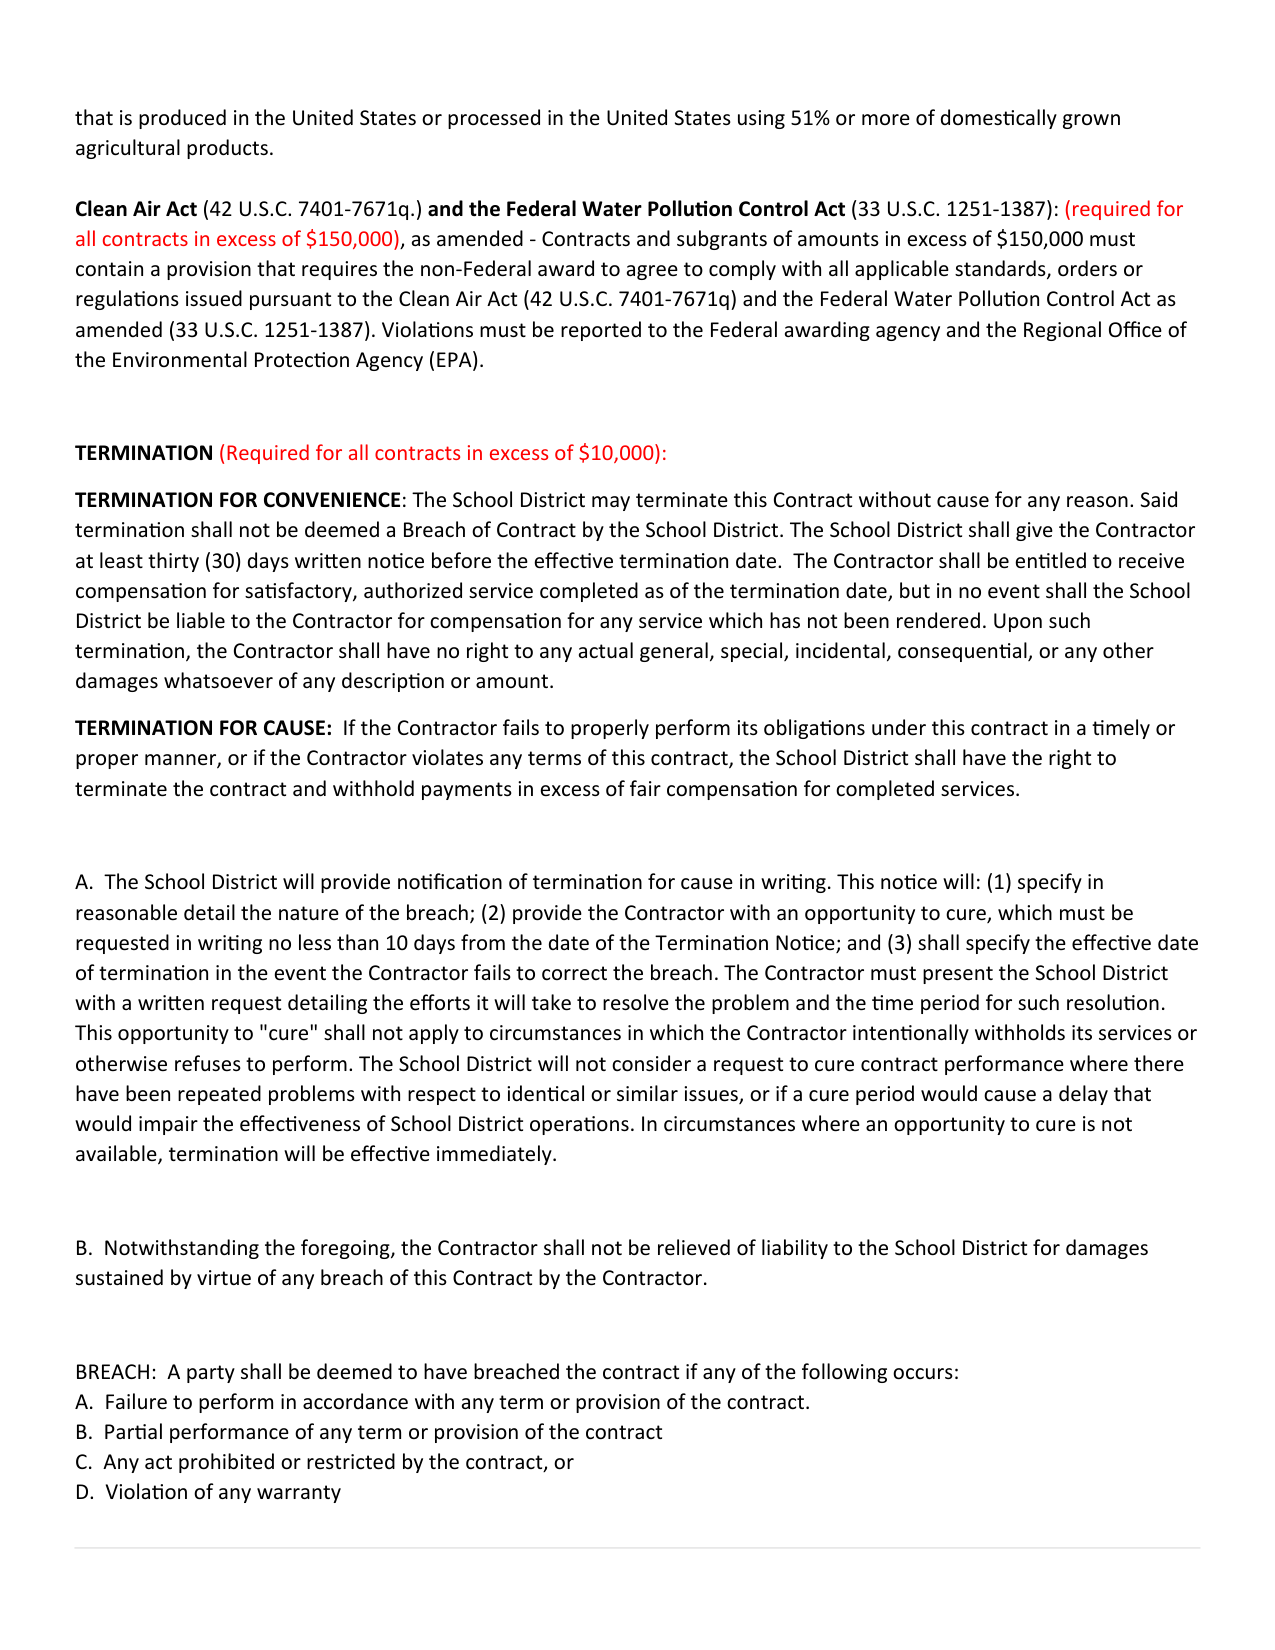 that is produced in the United States or processed in the United States using 51% or more of domestically grown
agricultural products.
Clean Air Act (42 U.S.C. 7401-7671q.) and the Federal Water Pollution Control Act (33 U.S.C. 1251-1387): (required for
all contracts in excess of $150,000), as amended - Contracts and subgrants of amounts in excess of $150,000 must
contain a provision that requires the non-Federal award to agree to comply with all applicable standards, orders or
regulations issued pursuant to the Clean Air Act (42 U.S.C. 7401-7671q) and the Federal Water Pollution Control Act as
amended (33 U.S.C. 1251-1387). Violations must be reported to the Federal awarding agency and the Regional Office of
the Environmental Protection Agency (EPA).
TERMINATION (Required for all contracts in excess of $10,000):
TERMINATION FOR CONVENIENCE: The School District may terminate this Contract without cause for any reason. Said
termination shall not be deemed a Breach of Contract by the School District. The School District shall give the Contractor
at least thirty (30) days written notice before the effective termination date.  The Contractor shall be entitled to receive
compensation for satisfactory, authorized service completed as of the termination date, but in no event shall the School
District be liable to the Contractor for compensation for any service which has not been rendered. Upon such
termination, the Contractor shall have no right to any actual general, special, incidental, consequential, or any other
damages whatsoever of any description or amount.
TERMINATION FOR CAUSE:  If the Contractor fails to properly perform its obligations under this contract in a timely or
proper manner, or if the Contractor violates any terms of this contract, the School District shall have the right to
terminate the contract and withhold payments in excess of fair compensation for completed services.
A.  The School District will provide notification of termination for cause in writing. This notice will: (1) specify in
reasonable detail the nature of the breach; (2) provide the Contractor with an opportunity to cure, which must be
requested in writing no less than 10 days from the date of the Termination Notice; and (3) shall specify the effective date
of termination in the event the Contractor fails to correct the breach. The Contractor must present the School District
with a written request detailing the efforts it will take to resolve the problem and the time period for such resolution.
This opportunity to "cure" shall not apply to circumstances in which the Contractor intentionally withholds its services or
otherwise refuses to perform. The School District will not consider a request to cure contract performance where there
have been repeated problems with respect to identical or similar issues, or if a cure period would cause a delay that
would impair the effectiveness of School District operations. In circumstances where an opportunity to cure is not
available, termination will be effective immediately.
B.  Notwithstanding the foregoing, the Contractor shall not be relieved of liability to the School District for damages
sustained by virtue of any breach of this Contract by the Contractor.
BREACH:  A party shall be deemed to have breached the contract if any of the following occurs:
A.  Failure to perform in accordance with any term or provision of the contract.
B.  Partial performance of any term or provision of the contract
C.  Any act prohibited or restricted by the contract, or
D.  Violation of any warranty